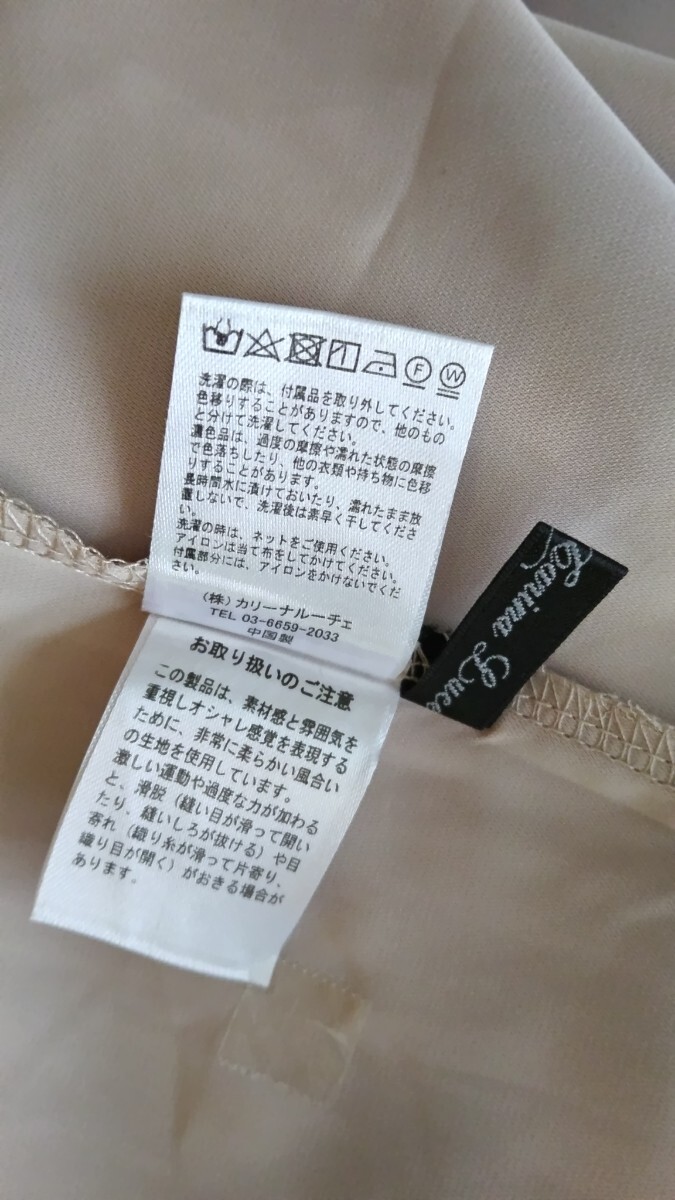 F W
洗濯の際は、付属品を取り外してください。
色移りすることがありますので、他のもの
と分けて洗濯してください。
濃色品は、過度の摩擦や濡れた状態の摩擦
で色落ちしたり、他の衣類や持ち物に色移
りすることがあります。
長時間水に漬けておいたり、濡れたまま放
置しないで、洗濯後は素早く干してくださ
い。
洗濯の時は、ネットをご使用ください。
アイロンは当て布をしてかけてください。
付属部分には、アイロンをかけないでくだ
さい。
(株) カリーナルーチェ
TEL 03-6659-2033
中国製
Carina Luce
お取り扱いのご注意
この製品は、素材感と雰囲気を
重視しオシャレ感覚を表現する
ために、非常に柔らかい風合い
の生地を使用しています。
激しい運動や過度な力が加わる
と、滑脱（縫い目が滑って開い
たり、縫いしろが抜ける）や目
寄れ（織り糸が滑って片寄り、
織り目が開く）がおきる場合が
あります。